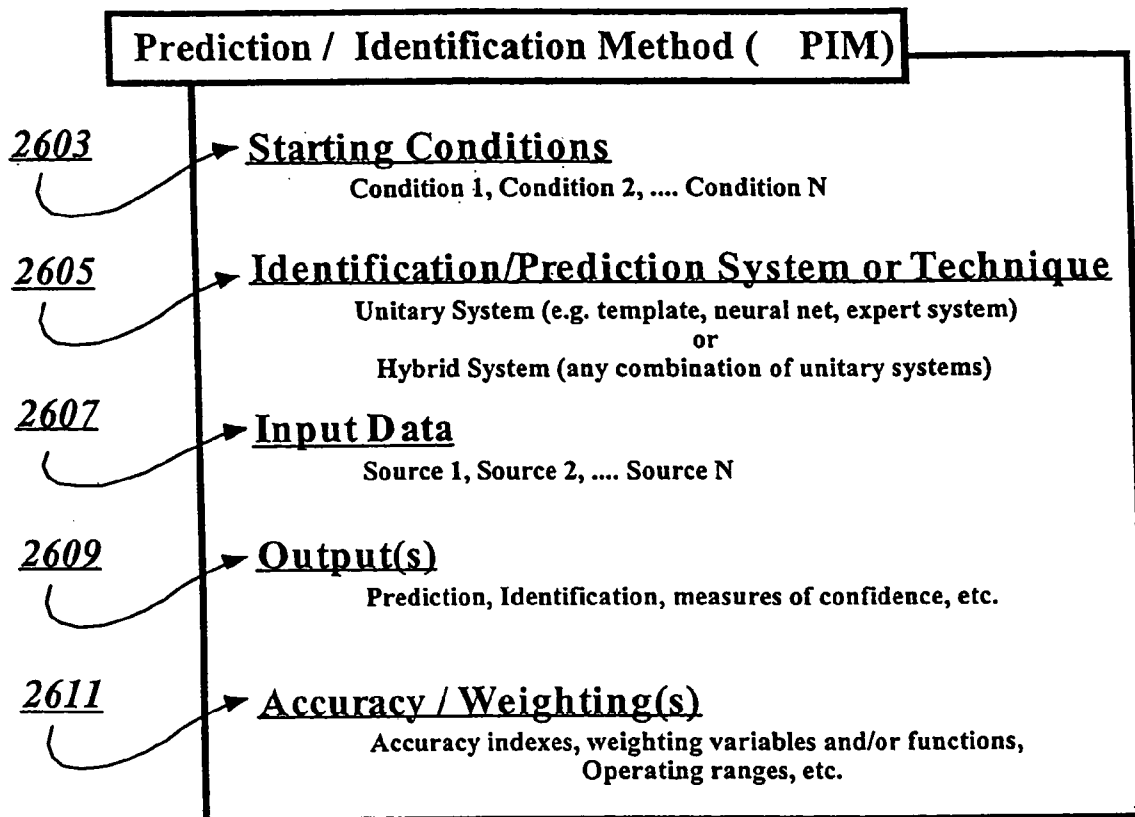 Prediction / Identification Method ( PIM)
2603
Starting Conditions
Condition 1, Condition 2, .... Condition N
2605
Identification/Prediction System or Technique
Unitary System (e.g. template, neural net, expert system)
or
Hybrid System (any combination of unitary systems)
2607
Input Data
Source 1, Source 2, .... Source N
2609
Output(s)
Prediction, Identification, measures of confidence, etc.
2611
Accuracy / Weighting(s)
Accuracy indexes, weighting variables and/or functions,
Operating ranges, etc.